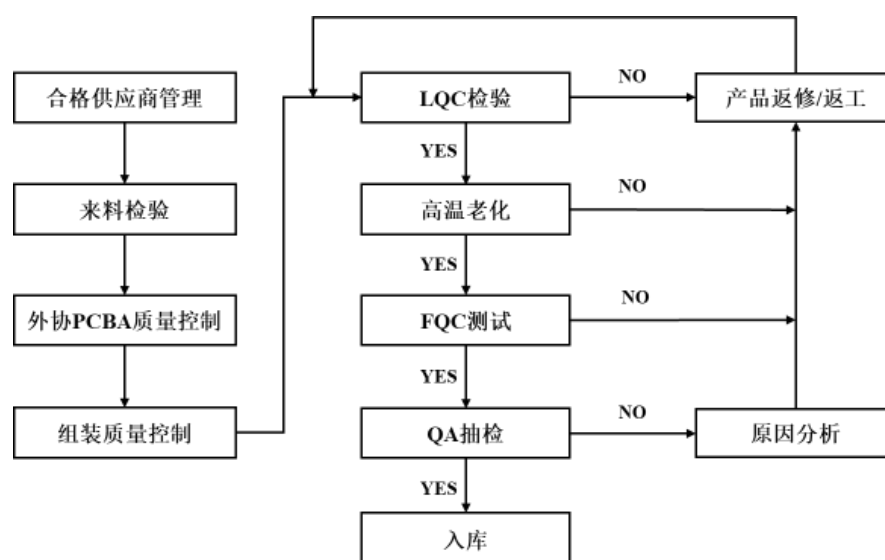 合格供应商管理
来料检验
外协PCBA质量控制
组装质量控制
LQC检验
NO
产品返修/返工
YES
高温老化
NO
YES
FQC测试
NO
YES
QA抽检
NO
原因分析
YES
入库